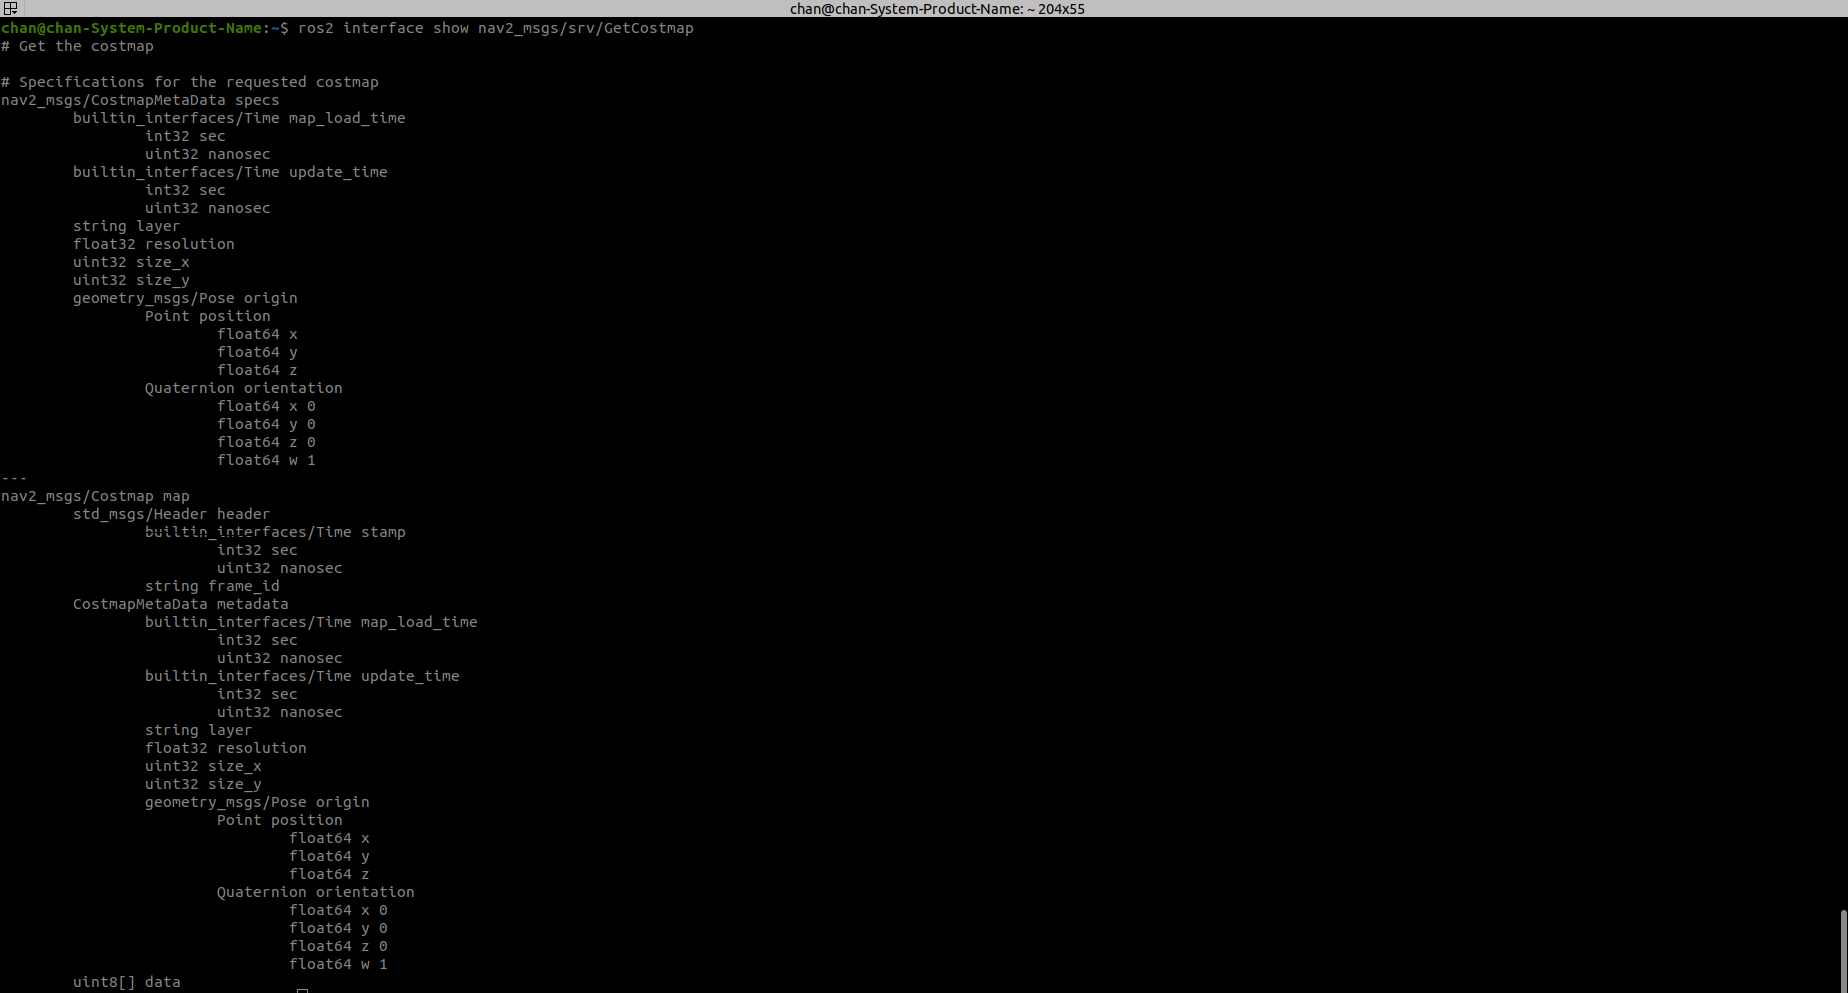 chan@chan-System-Product-Name: ~ 204x55
chan@chan-System-Product-Name:~$ ros2 interface show nav2_msgs/srv/GetCostmap
# Get the costmap

# Specifications for the requested costmap
nav2_msgs/CostmapMetaData specs
	builtin_interfaces/Time map_load_time
		int32 sec
		uint32 nanosec
	builtin_interfaces/Time update_time
		int32 sec
		uint32 nanosec
	string layer
	float32 resolution
	uint32 size_x
	uint32 size_y
	geometry_msgs/Pose origin
		Point position
			float64 x
			float64 y
			float64 z
		Quaternion orientation
			float64 x 0
			float64 y 0
			float64 z 0
			float64 w 1
---
nav2_msgs/Costmap map
	std_msgs/Header header
		builtin_interfaces/Time stamp
			int32 sec
			uint32 nanosec
		string frame_id
	CostmapMetaData metadata
		builtin_interfaces/Time map_load_time
			int32 sec
			uint32 nanosec
		builtin_interfaces/Time update_time
			int32 sec
			uint32 nanosec
		string layer
		float32 resolution
		uint32 size_x
		uint32 size_y
		geometry_msgs/Pose origin
			Point position
				float64 x
				float64 y
				float64 z
			Quaternion orientation
				float64 x 0
				float64 y 0
				float64 z 0
				float64 w 1
	uint8[] data